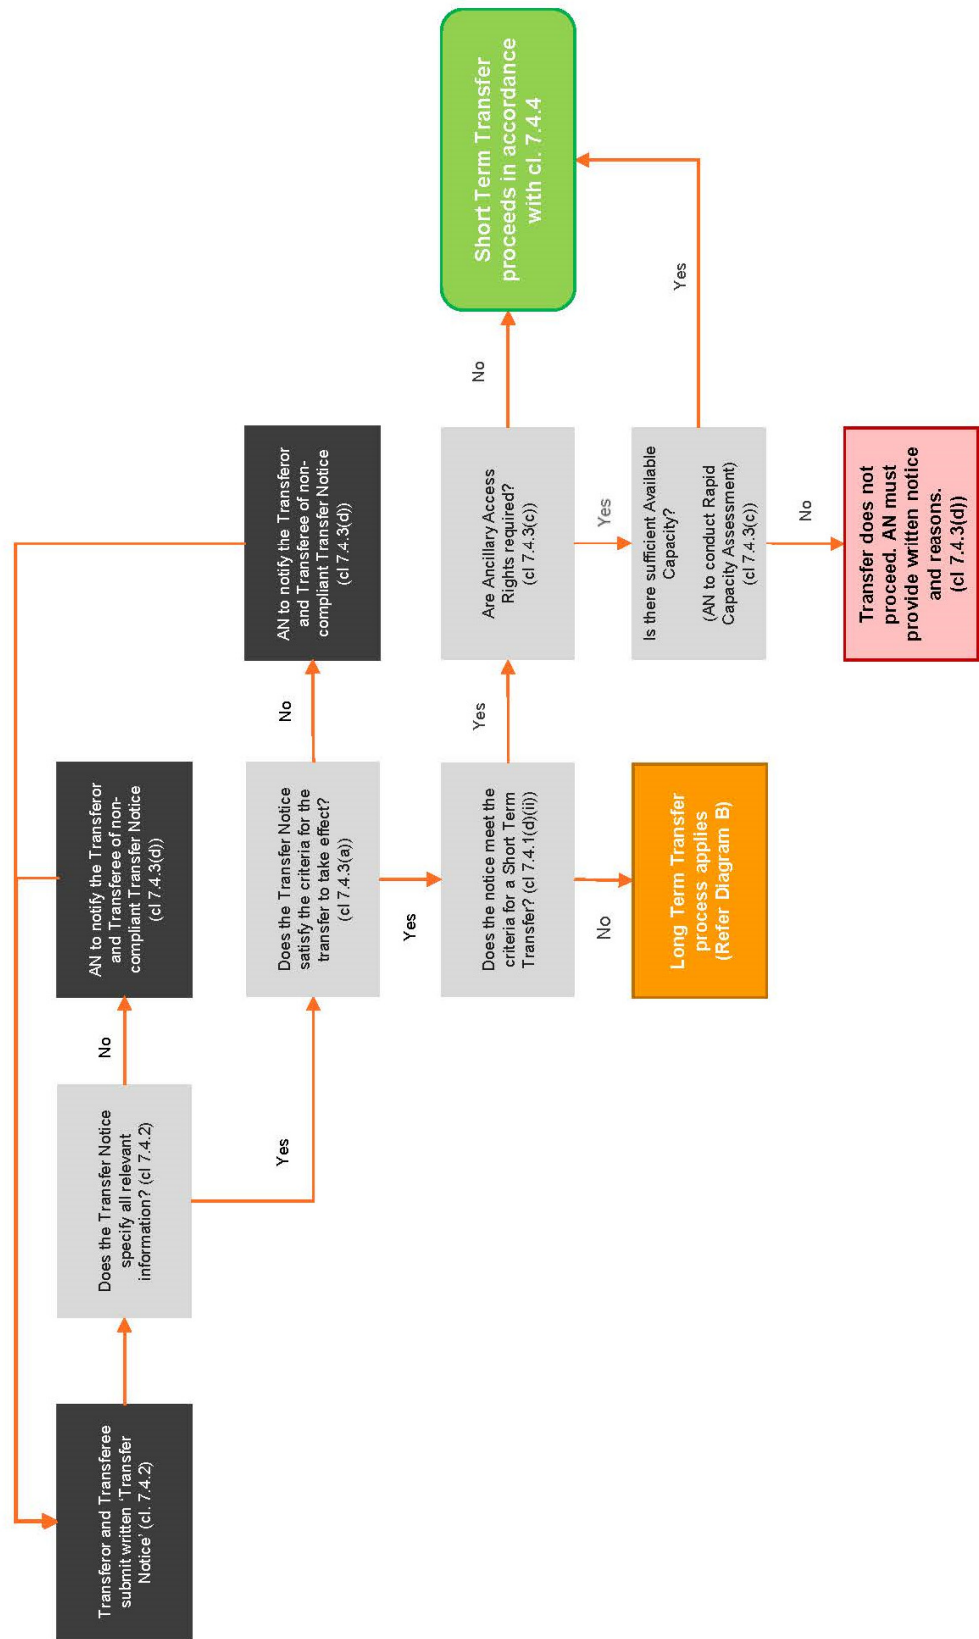 Transferor and Transferee
submit written ‘Transfer
Notice’ (cl. 7.4.2)
Does the Transfer Notice
specify all relevant
information? (cl 7.4.2)
No
AN to notify the Transferor
and Transferee of non-
compliant Transfer Notice
(cl 7.4.3(d))
Yes
Does the Transfer Notice
satisfy the criteria for the
transfer to take effect?
(cl 7.4.3(a))
No
AN to notify the Transferor
and Transferee of non-
compliant Transfer Notice
(cl 7.4.3(d))
Yes
Does the notice meet the
criteria for a Short Term
Transfer? (cl 7.4.1(d)(ii))
Yes
Are Ancillary Access
Rights required?
(cl 7.4.3(c))
No
Short Term Transfer
proceeds in accordance
with cl. 7.4.4
No
Long Term Transfer
process applies
(Refer Diagram B)
Yes
Is there sufficient Available
Capacity?
(AN to conduct Rapid
Capacity Assessment)
(cl 7.4.3(c))
Yes
No
Transfer does not
proceed. AN must
provide written notice
and reasons.
(cl 7.4.3(d))